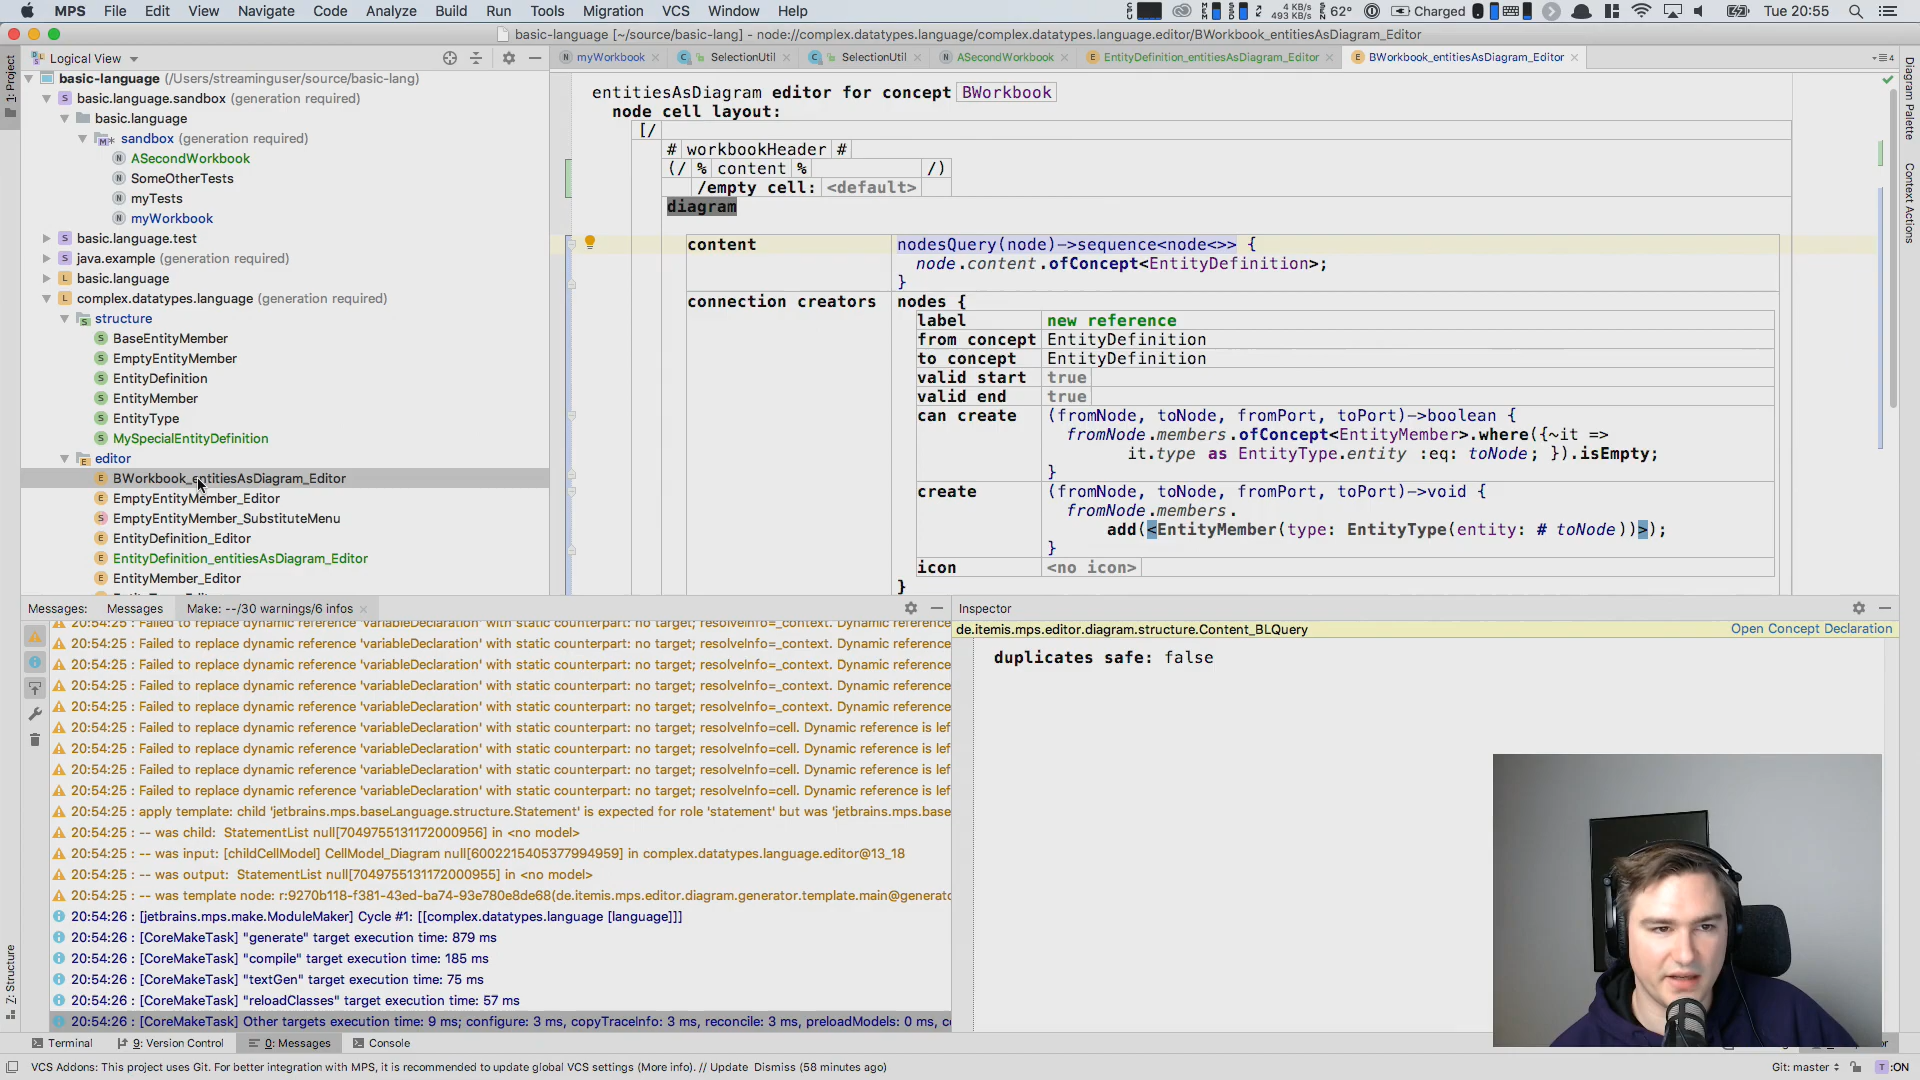 MPS File Edit View Navigate Code Analyze Build Run Tools Migration VCS Window Help
4 KB/s
493 KB/s
62°
Charged
Tue 20:55
basic-language [~/source/basic-lang] - node://complex.datatypes.language/complex.datatypes.language.editor/BWorkbook_entitiesAsDiagram_Editor
Logical View
myWorkbook
SelectionUtil
SelectionUtil
ASecondWorkbook
EntityDefinition_entitiesAsDiagram_Editor
BWorkbook_entitiesAsDiagram_Editor
1: Project
basic-language (/Users/streaminguser/source/basic-lang)
basic.language.sandbox (generation required)
basic.language
sandbox (generation required)
ASecondWorkbook
SomeOtherTests
myTests
myWorkbook
basic.language.test
java.example (generation required)
basic.language
complex.datatypes.language (generation required)
structure
BaseEntityMember
EmptyEntityMember
EntityDefinition
EntityMember
EntityType
MySpecialEntityDefinition
editor
BWorkbook_entitiesAsDiagram_Editor
EmptyEntityMember_Editor
EmptyEntityMember_SubstituteMenu
EntityDefinition_Editor
EntityDefinition_entitiesAsDiagram_Editor
EntityMember_Editor
entitiesAsDiagram editor for concept BWorkbook
node cell layout:
[/
# workbookHeader #
(/ % content % /)
/empty cell: <default>
diagram
content nodesQuery(node)->sequence<node<>> {
node.content.ofConcept<EntityDefinition>;
}
connection creators nodes {
label new reference
from concept EntityDefinition
to concept EntityDefinition
valid start true
valid end true
can create (fromNode, toNode, fromPort, toPort)->boolean {
fromNode.members.ofConcept<EntityMember>.where({~it =>
it.type as EntityType.entity :eq: toNode; }).isEmpty;
}
create (fromNode, toNode, fromPort, toPort)->void {
fromNode.members.
add(<EntityMember(type: EntityType(entity: # toNode))>);
}
icon <no icon>
}
Diagram Palette
Context Actions
Messages: Messages Make: --/30 warnings/6 infos
20:54:25 : Failed to replace dynamic reference 'variableDeclaration' with static counterpart: no target; resolveInfo=_context. Dynamic reference
20:54:25 : Failed to replace dynamic reference 'variableDeclaration' with static counterpart: no target; resolveInfo=_context. Dynamic reference
20:54:25 : Failed to replace dynamic reference 'variableDeclaration' with static counterpart: no target; resolveInfo=_context. Dynamic reference
20:54:25 : Failed to replace dynamic reference 'variableDeclaration' with static counterpart: no target; resolveInfo=_context. Dynamic reference
20:54:25 : Failed to replace dynamic reference 'variableDeclaration' with static counterpart: no target; resolveInfo=_context. Dynamic reference
20:54:25 : Failed to replace dynamic reference 'variableDeclaration' with static counterpart: no target; resolveInfo=cell. Dynamic reference is lef
20:54:25 : Failed to replace dynamic reference 'variableDeclaration' with static counterpart: no target; resolveInfo=cell. Dynamic reference is lef
20:54:25 : Failed to replace dynamic reference 'variableDeclaration' with static counterpart: no target; resolveInfo=cell. Dynamic reference is lef
20:54:25 : Failed to replace dynamic reference 'variableDeclaration' with static counterpart: no target; resolveInfo=cell. Dynamic reference is lef
20:54:25 : apply template: child 'jetbrains.mps.baseLanguage.structure.Statement' is expected for role 'statement' but was 'jetbrains.mps.base
20:54:25 : -- was child: StatementList null[7049755131172000956] in <no model>
20:54:25 : -- was input: [childCellModel] CellModel_Diagram null[6002215405377994959] in complex.datatypes.language.editor@13_18
20:54:25 : -- was output: StatementList null[7049755131172000955] in <no model>
20:54:25 : -- was template node: r:9270b118-f381-43ed-ba74-93e780e8de68(de.itemis.mps.editor.diagram.generator.template.main@generato
20:54:26 : [jetbrains.mps.make.ModuleMaker] Cycle #1: [[complex.datatypes.language [language]]]
20:54:26 : [CoreMakeTask] "generate" target execution time: 879 ms
20:54:26 : [CoreMakeTask] "compile" target execution time: 185 ms
20:54:26 : [CoreMakeTask] "textGen" target execution time: 75 ms
20:54:26 : [CoreMakeTask] "reloadClasses" target execution time: 57 ms
20:54:26 : [CoreMakeTask] Other targets execution time: 9 ms; configure: 3 ms, copyTraceInfo: 3 ms, reconcile: 3 ms, preloadModels: 0 ms, c
Inspector
de.itemis.mps.editor.diagram.structure.Content_BLQuery
Open Concept Declaration
duplicates safe: false
Z: Structure
Terminal
9: Version Control
0: Messages
Console
VCS Addons: This project uses Git. For better integration with MPS, it is recommended to update global VCS settings (More info). // Update Dismiss (58 minutes ago)
Git: master
T :ON